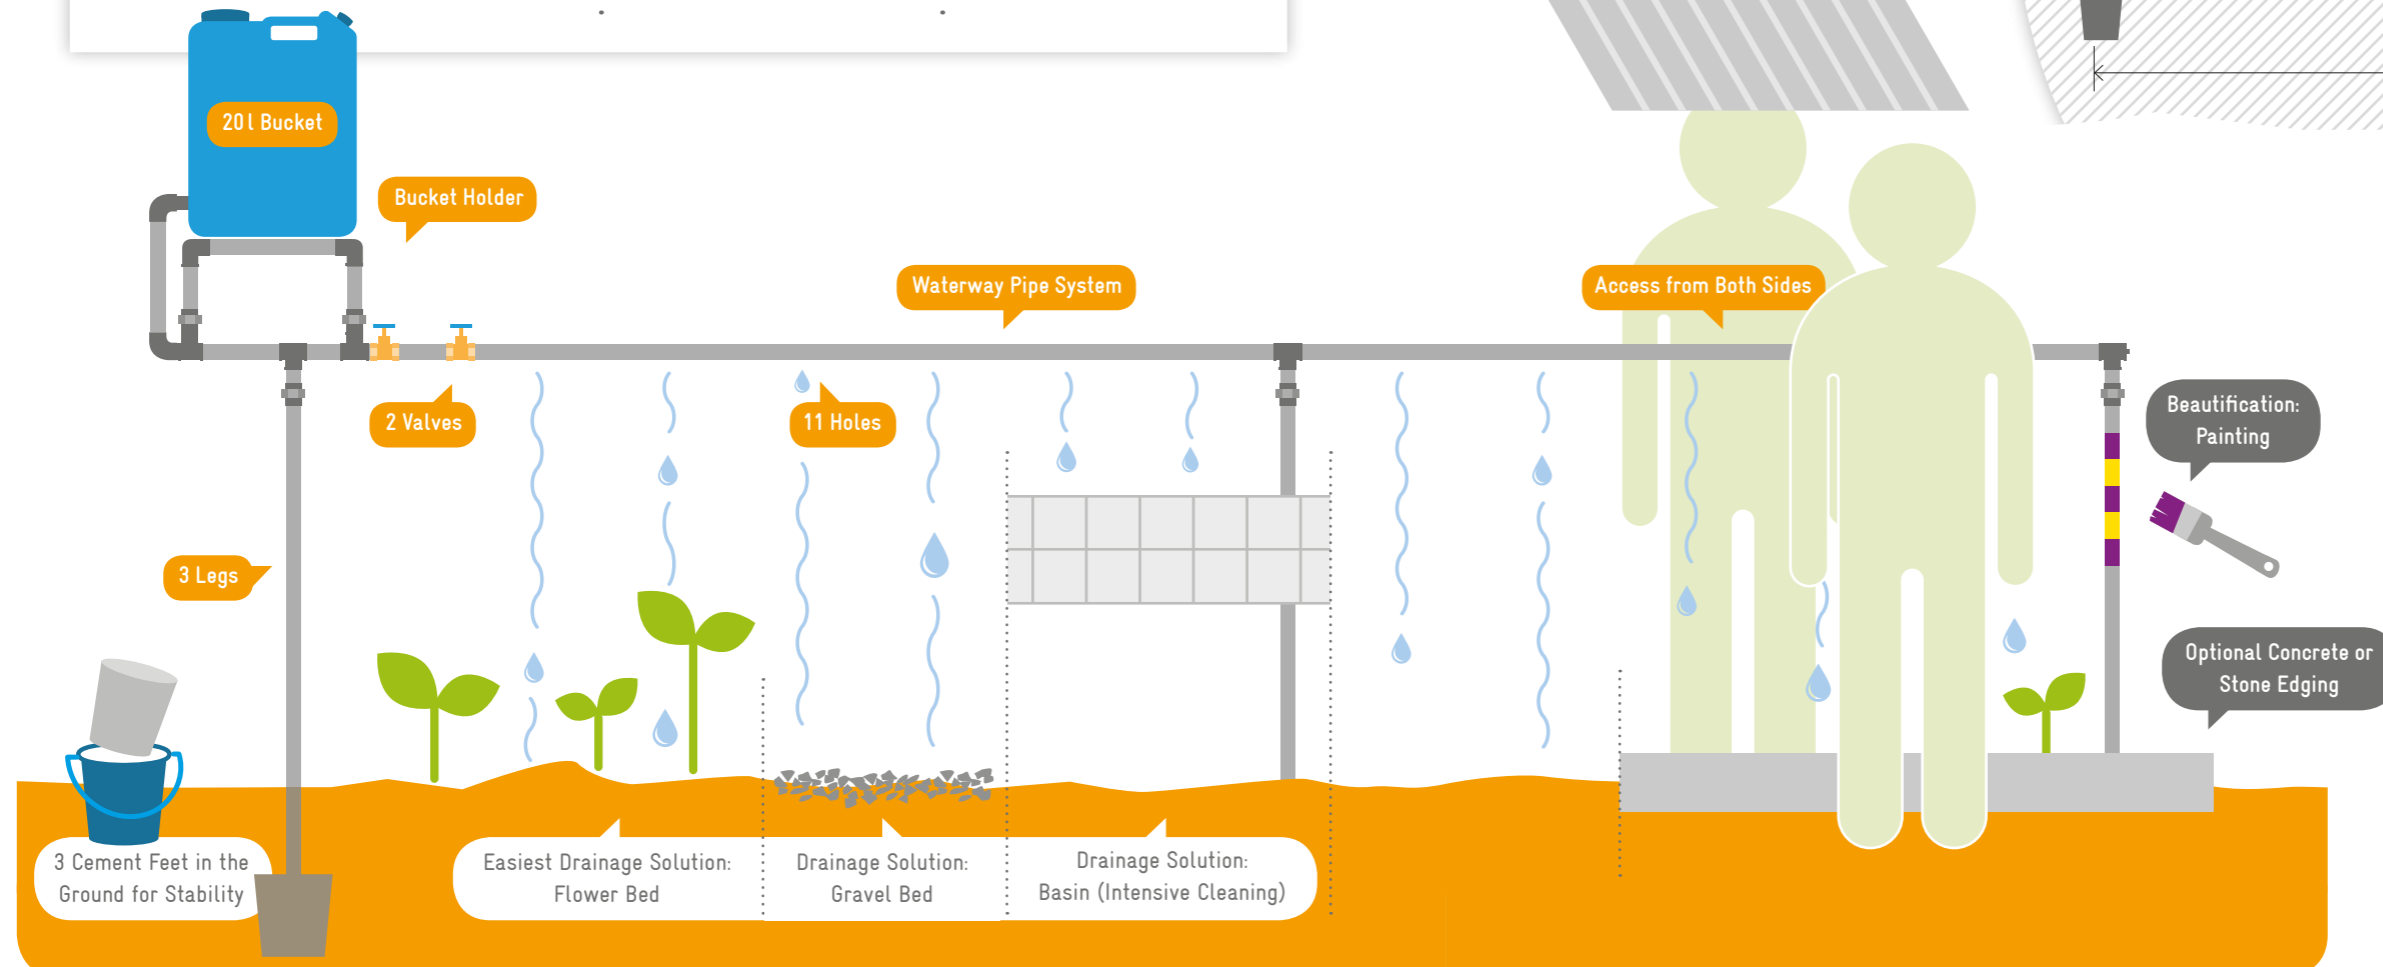 20 l Bucket
Bucket Holder
Waterway Pipe System
Access from Both Sides
2 Valves
11 Holes
Beautification:
Painting
3 Legs
Optional Concrete or
Stone Edging
3 Cement Feet in the
Ground for Stability
Easiest Drainage Solution:
Flower Bed
Drainage Solution:
Gravel Bed
Drainage Solution:
Basin (Intensive Cleaning)